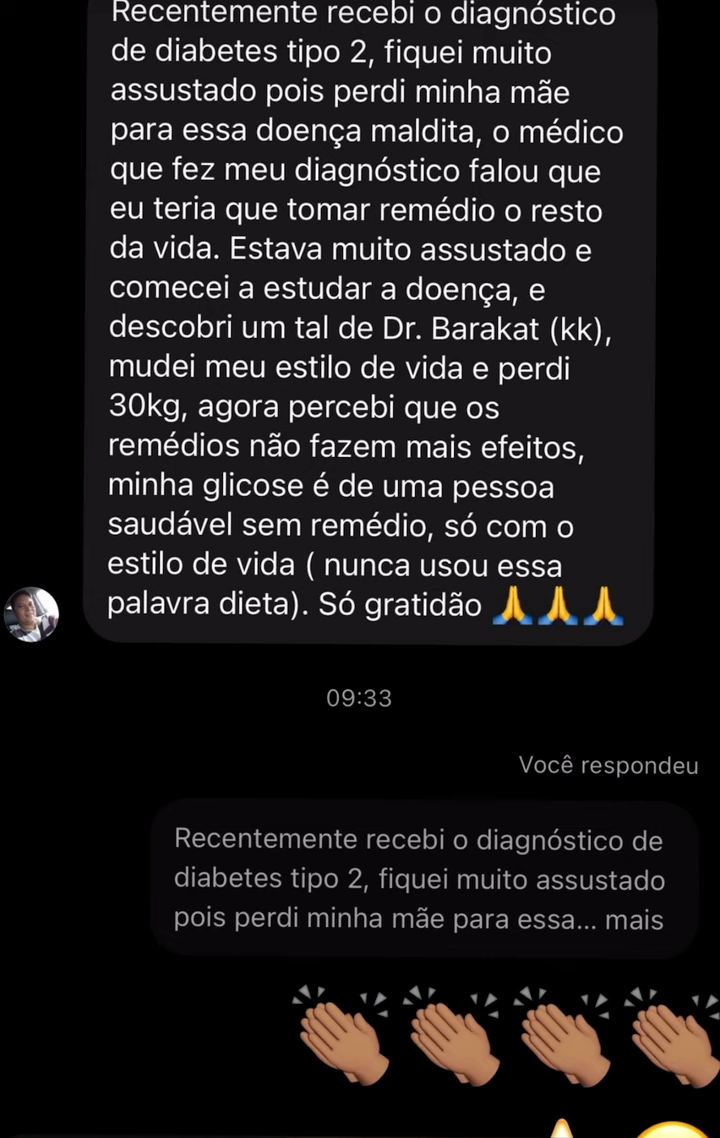 Recentemente recebi o diagnóstico
de diabetes tipo 2, fiquei muito
assustado pois perdi minha mãe
para essa doença maldita, o médico
que fez meu diagnóstico falou que
eu teria que tomar remédio o resto
da vida. Estava muito assustado e
comecei a estudar a doença, e
descobri um tal de Dr. Barakat (kk),
mudei meu estilo de vida e perdi
30kg, agora percebi que os
remédios não fazem mais efeitos,
minha glicose é de uma pessoa
saudável sem remédio, só com o
estilo de vida ( nunca usou essa
palavra dieta). Só gratidão 🙏🙏🙏
09:33
Você respondeu
Recentemente recebi o diagnóstico de
diabetes tipo 2, fiquei muito assustado
pois perdi minha mãe para essa... mais